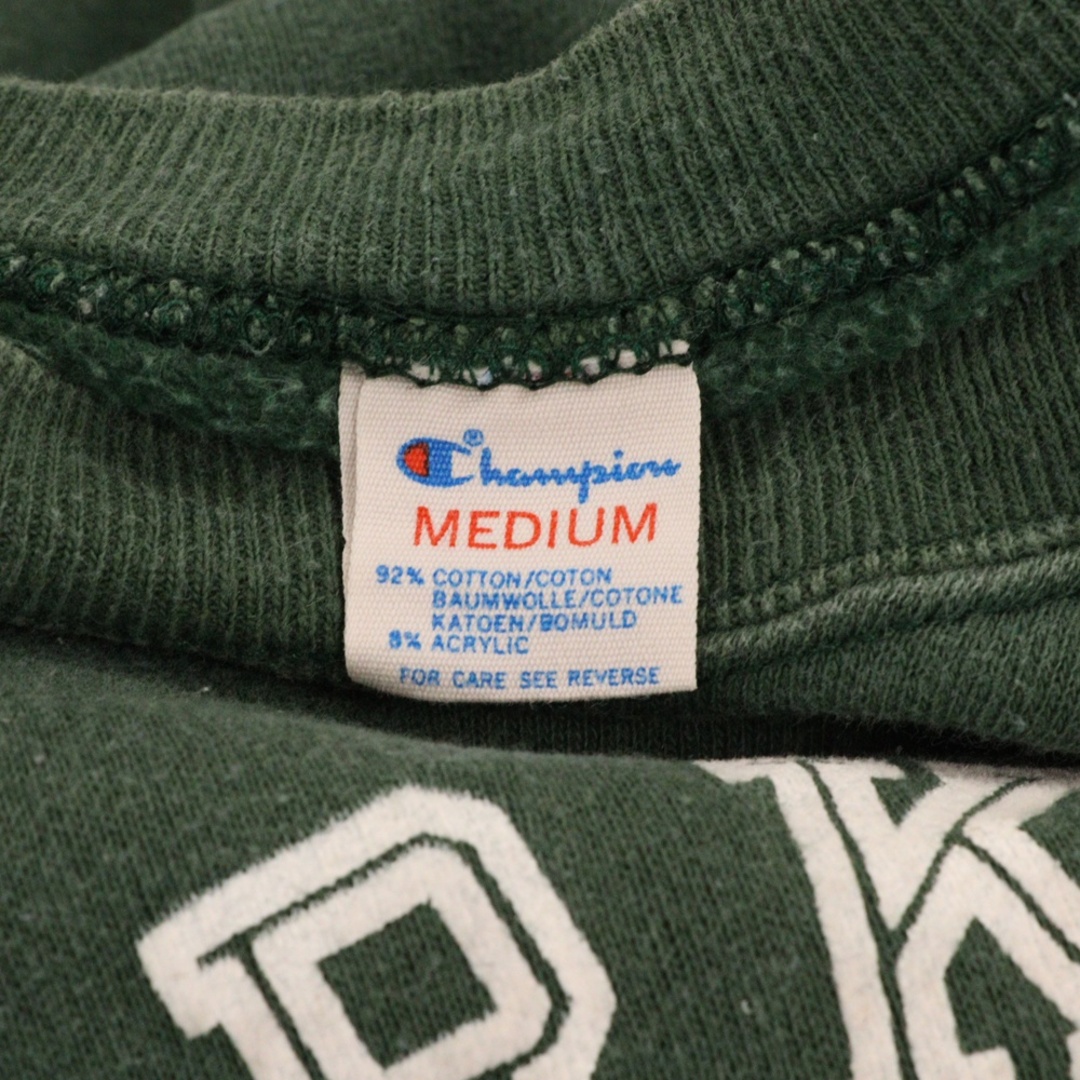 Champion®
MEDIUM
92% COTTON/COTON
BAUMWOLLE/COTONE
KATOEN/BOMULD
8% ACRYLIC
FOR CARE SEE REVERSE